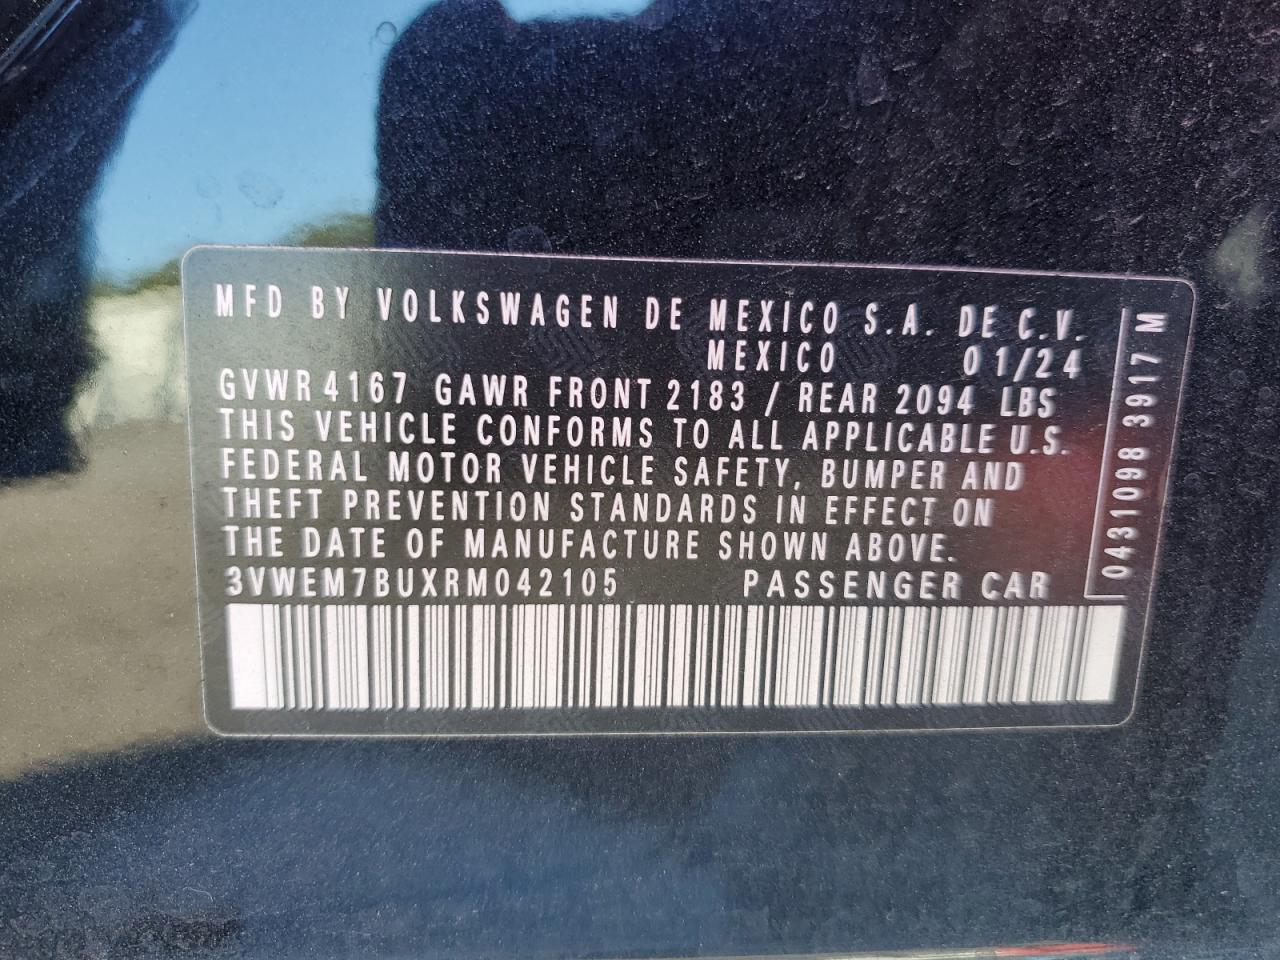 MFD BY VOLKSWAGEN DE MEXICO S.A. DE C.V.
MEXICO 01/24
GVWR 4167 GAWR FRONT 2183 / REAR 2094 LBS
THIS VEHICLE CONFORMS TO ALL APPLICABLE U.S.
FEDERAL MOTOR VEHICLE SAFETY, BUMPER AND
THEFT PREVENTION STANDARDS IN EFFECT ON
THE DATE OF MANUFACTURE SHOWN ABOVE.
3VWEM7BUXRM042105 PASSENGER CAR
0431098 3917 M